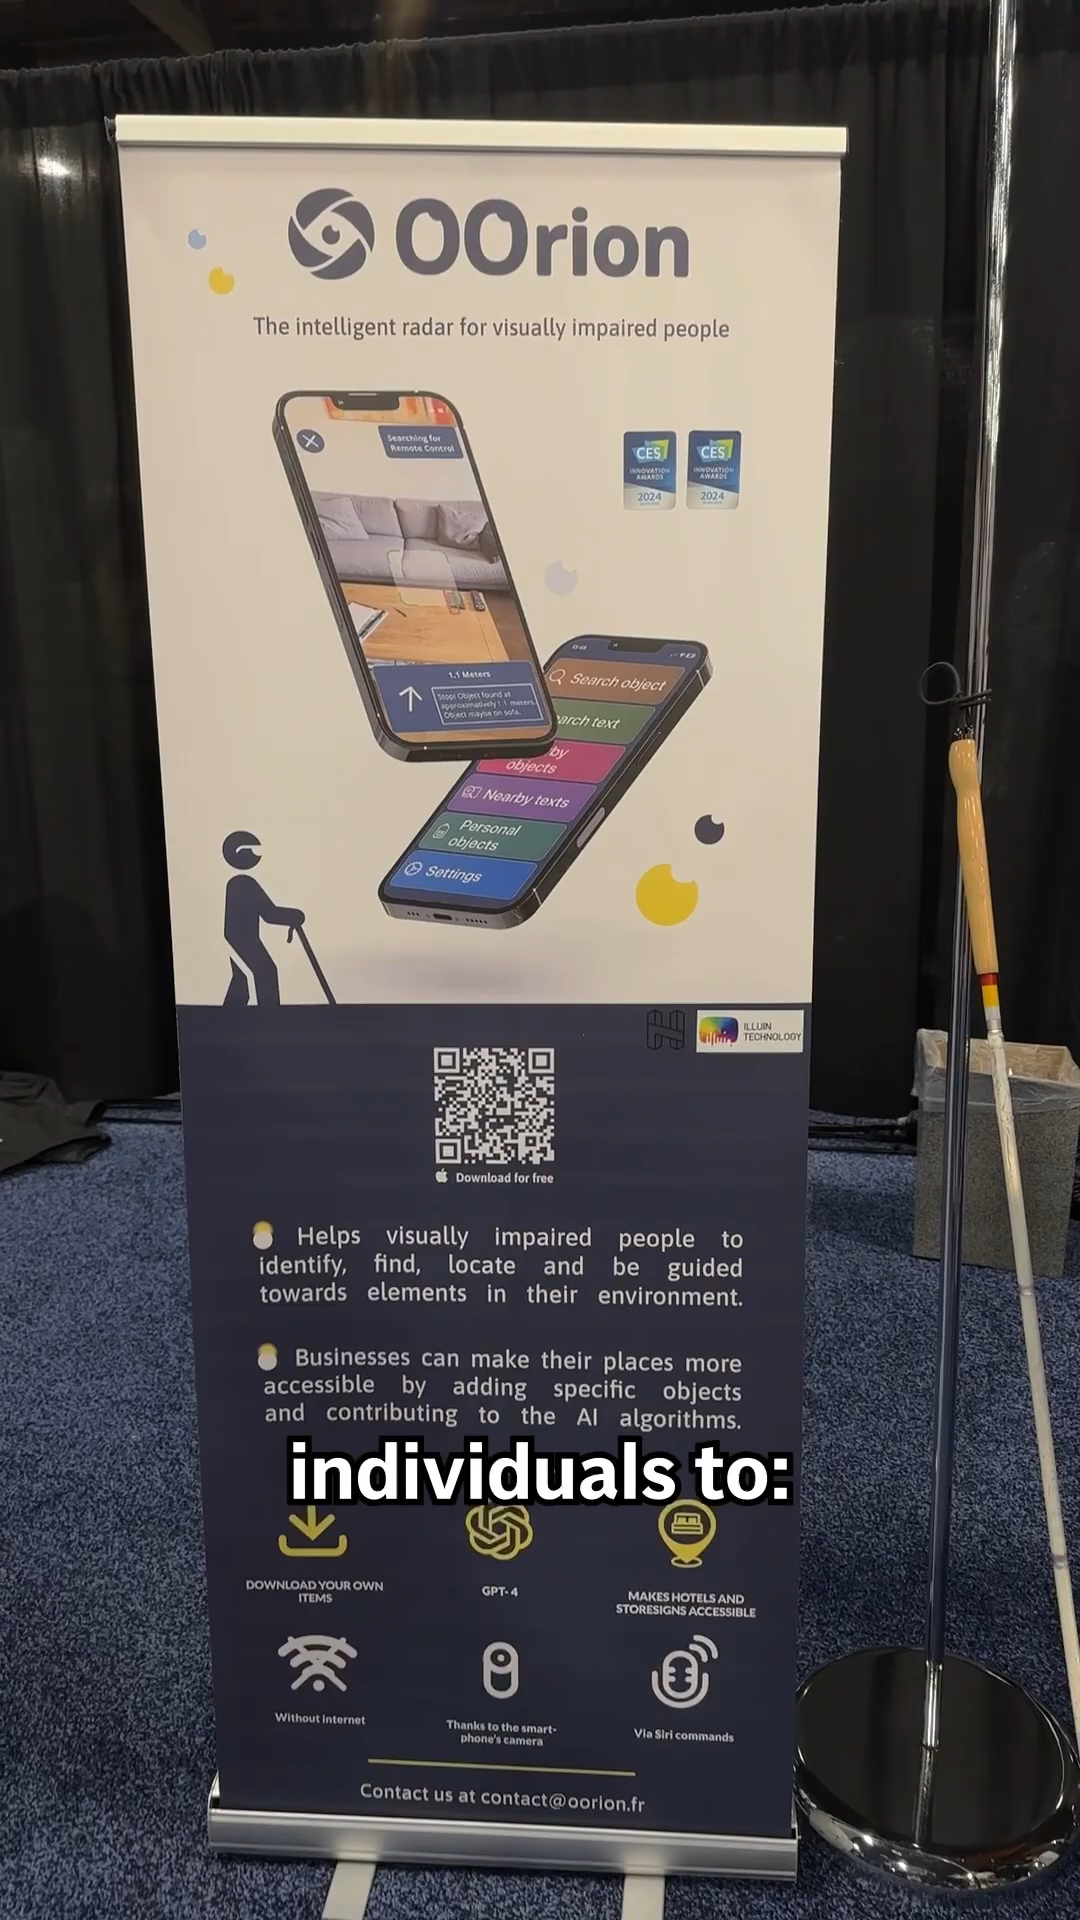 OOrion
The intelligent radar for visually impaired people
Searching for
Remote Control
CES
INNOVATION
AWARDS
2024
CES
INNOVATION
AWARDS
2024
1.1 Meters
Stop! Object found at
approximatively 1.1 meters.
Object maybe on sofa.
Search object
arch text
by
objects
Nearby texts
Personal
objects
Settings
ILLUIN
TECHNOLOGY
Download for free
Helps visually impaired people to
identify, find, locate and be guided
towards elements in their environment.
Businesses can make their places more
accessible by adding specific objects
and contributing to the AI algorithms.
individuals to:
DOWNLOAD YOUR OWN
ITEMS
GPT-4
MAKES HOTELS AND
STORESIGNS ACCESSIBLE
Without internet
Thanks to the smart-
phone's camera
Via Siri commands
Contact us at contact@oorion.fr